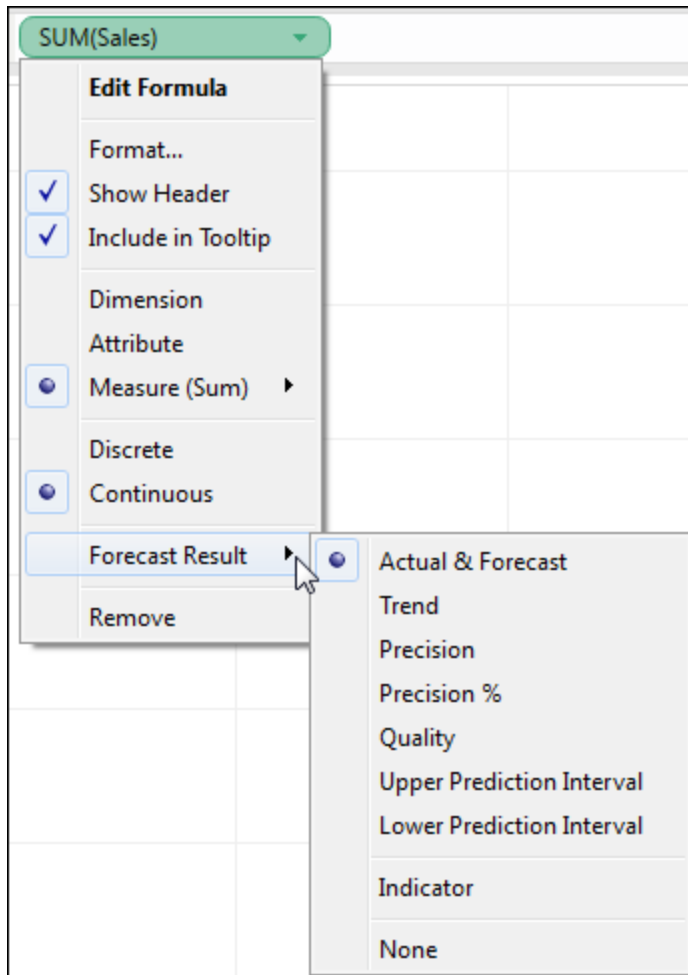 SUM(Sales)
Edit Formula
Format...
Show Header
Include in Tooltip
Dimension
Attribute
Measure (Sum)
Discrete
Continuous
Forecast Result
Remove
Actual & Forecast
Trend
Precision
Precision %
Quality
Upper Prediction Interval
Lower Prediction Interval
Indicator
None